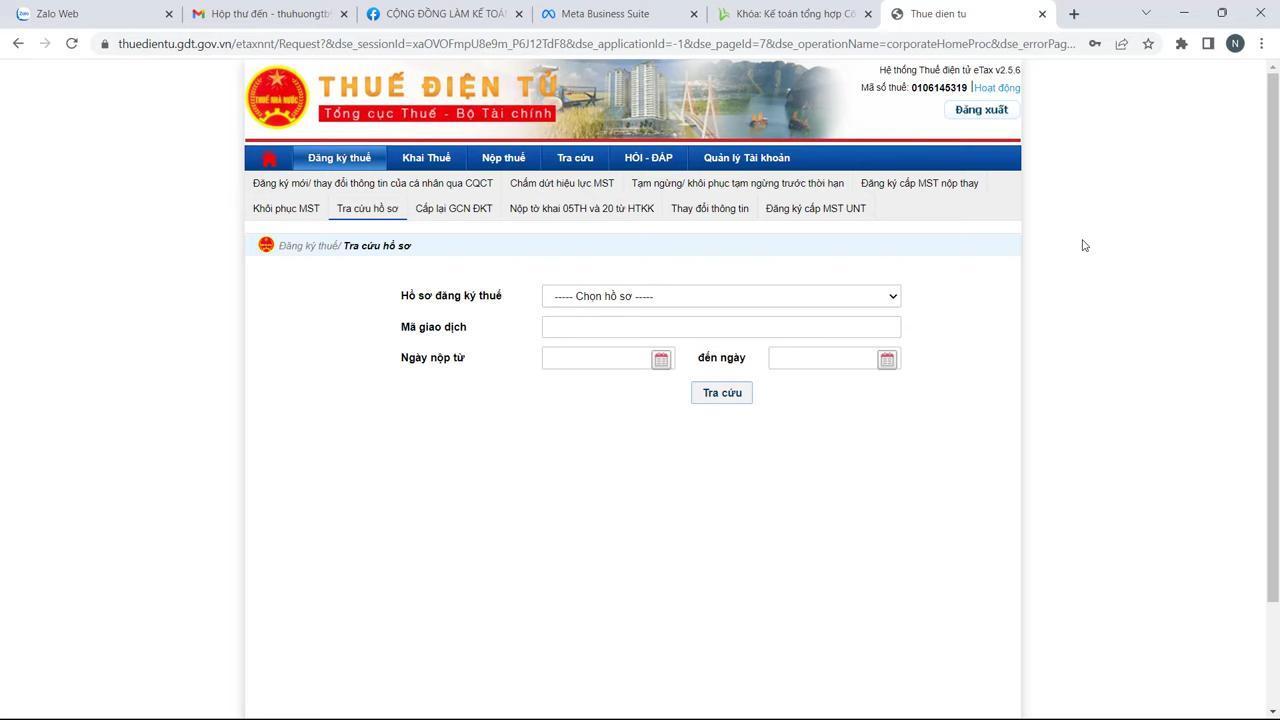 Zalo Web
Hộp thư đến - thuhuongtb
CỘNG ĐỒNG LÀM KẾ TOÁN
Meta Business Suite
Khóa: Kế toán tổng hợp Cô
Thue dien tu
thuedientu.gdt.gov.vn/etaxnnt/Request?&dse_sessionId=xaOVOFmpU9e9m_P6J12TdF8&dse_applicationId=-1&dse_pageId=7&dse_operationName=corporateHomeProc&dse_errorPag...
N
Hệ thống Thuế điện tử eTax v2.5.6
THUẾ NHÀ NƯỚC
THUẾ ĐIỆN TỬ
Mã số thuế: 0106145319 |Hoạt động
Tổng cục Thuế - Bộ Tài chính
Đăng xuất
Đăng ký thuế Khai Thuế Nộp thuế Tra cứu HỎI - ĐÁP Quản lý Tài khoản
Đăng ký mới/ thay đổi thông tin của cá nhân qua CQCT Chấm dứt hiệu lực MST Tạm ngừng/ khôi phục tạm ngừng trước thời hạn Đăng ký cấp MST nộp thay
Khôi phục MST Tra cứu hồ sơ Cấp lại GCN ĐKT Nộp tờ khai 05TH và 20 từ HTKK Thay đổi thông tin Đăng ký cấp MST UNT
Đăng ký thuế/ Tra cứu hồ sơ
Hồ sơ đăng ký thuế ----- Chọn hồ sơ -----
Mã giao dịch
Ngày nộp từ đến ngày
Tra cứu